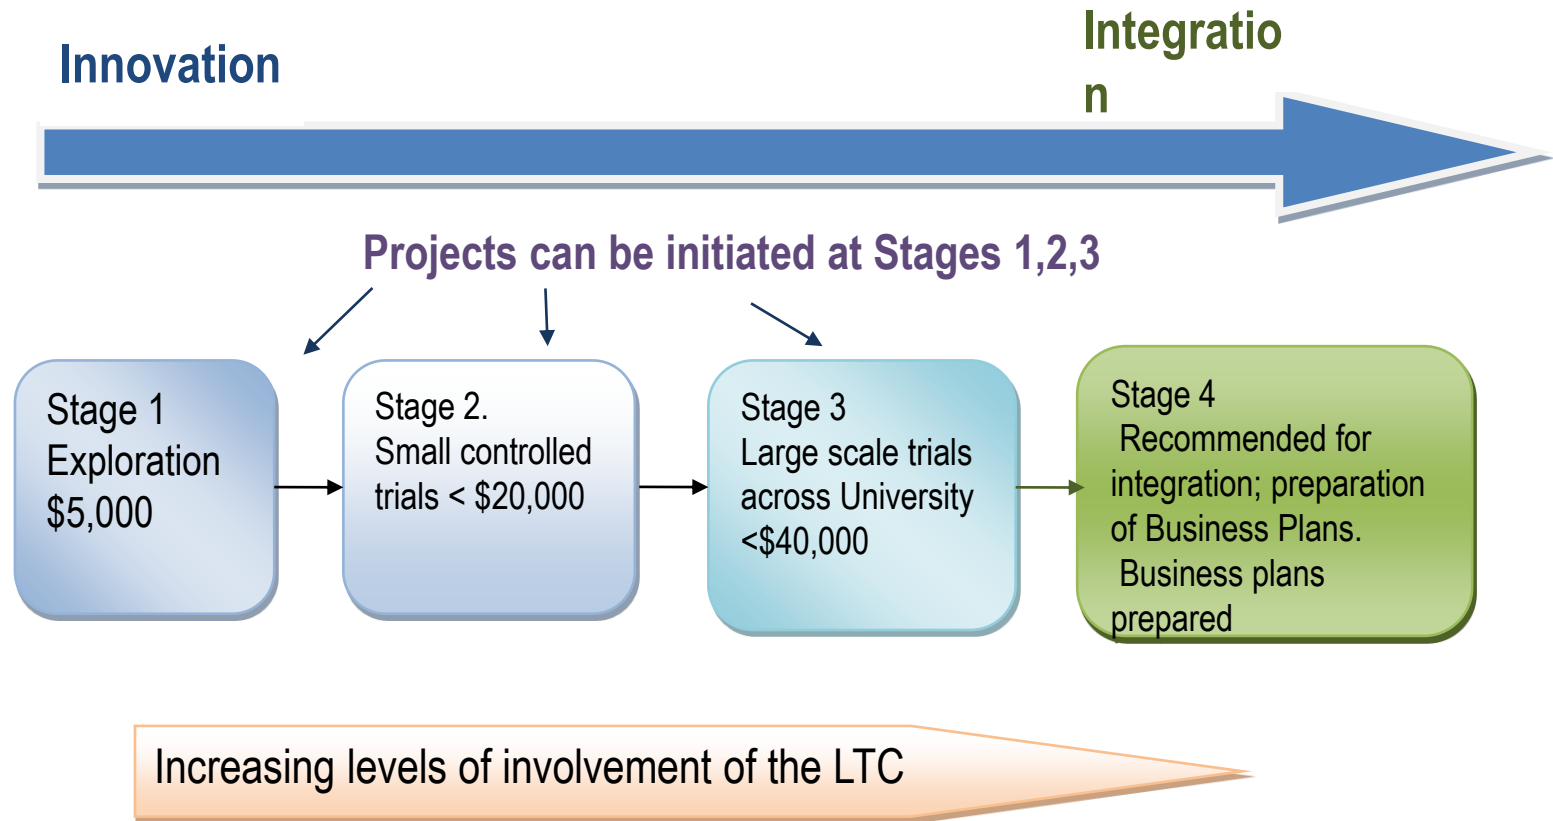 Innovation
Integratio
n
Projects can be initiated at Stages 1,2,3
Stage 1
Exploration
$5,000
Stage 2.
Small controlled
trials < $20,000
Stage 3
Large scale trials
across University
<$40,000
Stage 4
Recommended for
integration; preparation
of Business Plans.
Business plans
prepared
Increasing levels of involvement of the LTC